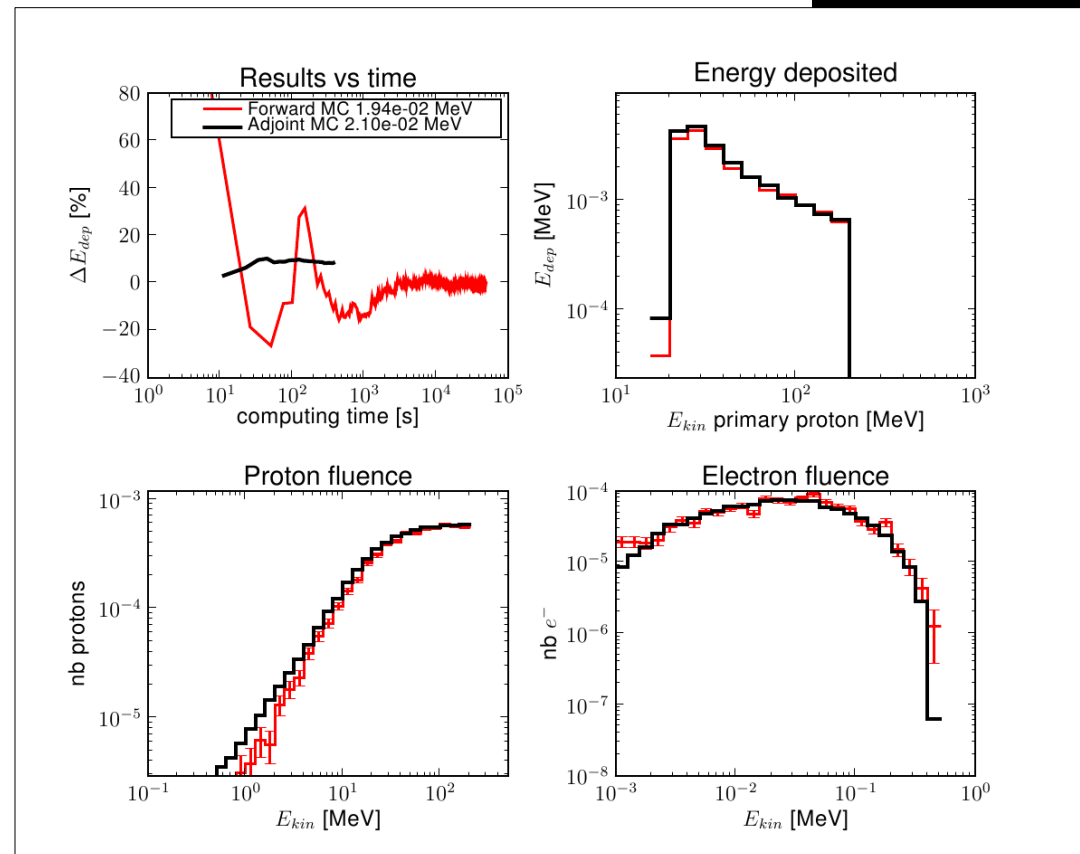 Results vs time
80
60
40
20
0
−20
−40
ΔE_dep [%]
Forward MC 1.94e-02 MeV
Adjoint MC 2.10e-02 MeV
10^0 10^1 10^2 10^3 10^4 10^5
computing time [s]
Energy deposited
10^-3
10^-4
E_dep [MeV]
10^1 10^2 10^3
E_kin primary proton [MeV]
Proton fluence
10^-3
10^-4
10^-5
nb protons
10^-1 10^0 10^1 10^2
E_kin [MeV]
Electron fluence
10^-4
10^-5
10^-6
10^-7
10^-8
nb e^-
10^-3 10^-2 10^-1 10^0
E_kin [MeV]